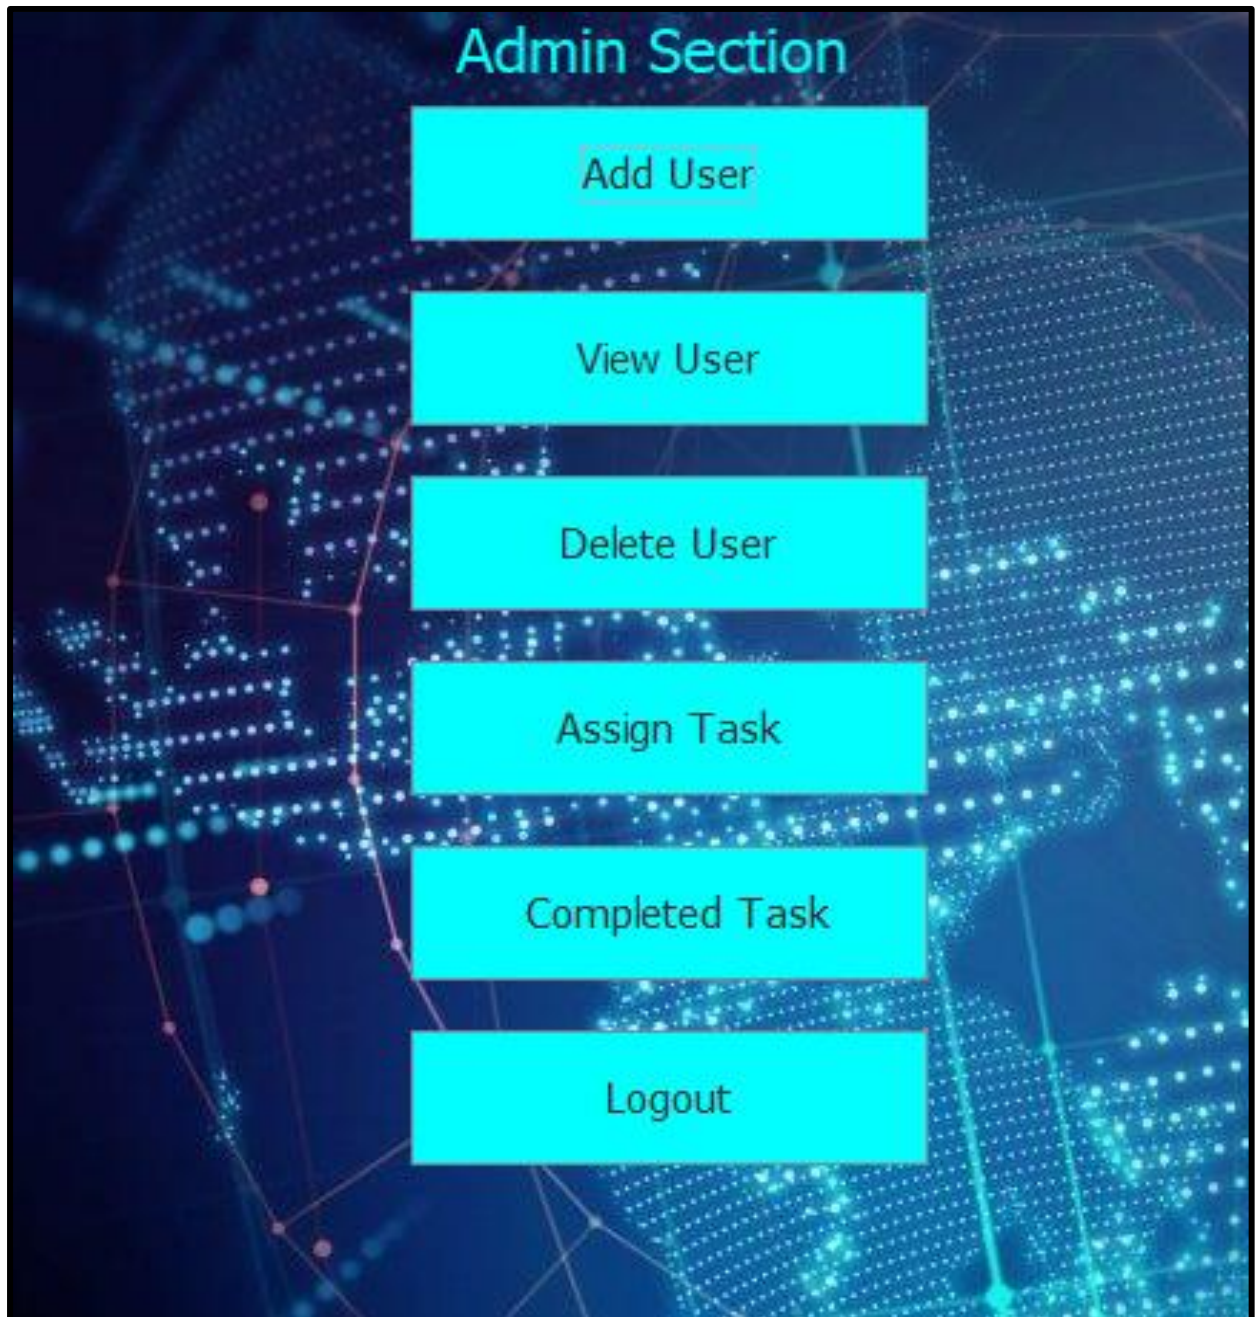 Admin Section
Add User
View User
Delete User
Assign Task
Completed Task
Logout